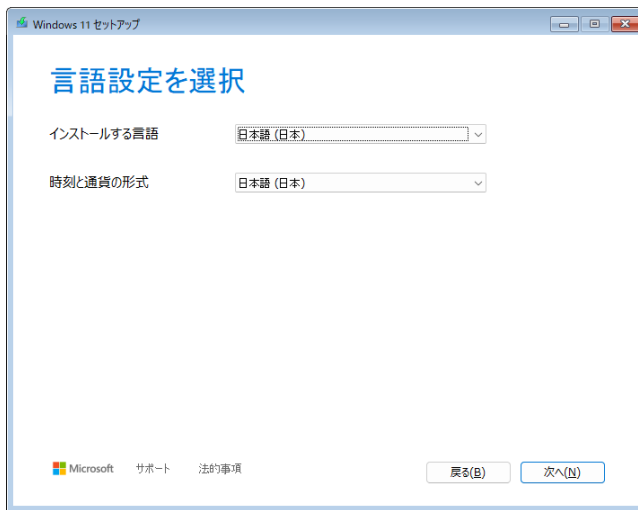 Windows 11 セットアップ
言語設定を選択
インストールする言語
日本語 (日本)
時刻と通貨の形式
日本語 (日本)
Microsoft サポート 法的事項 戻る(B) 次へ(N)